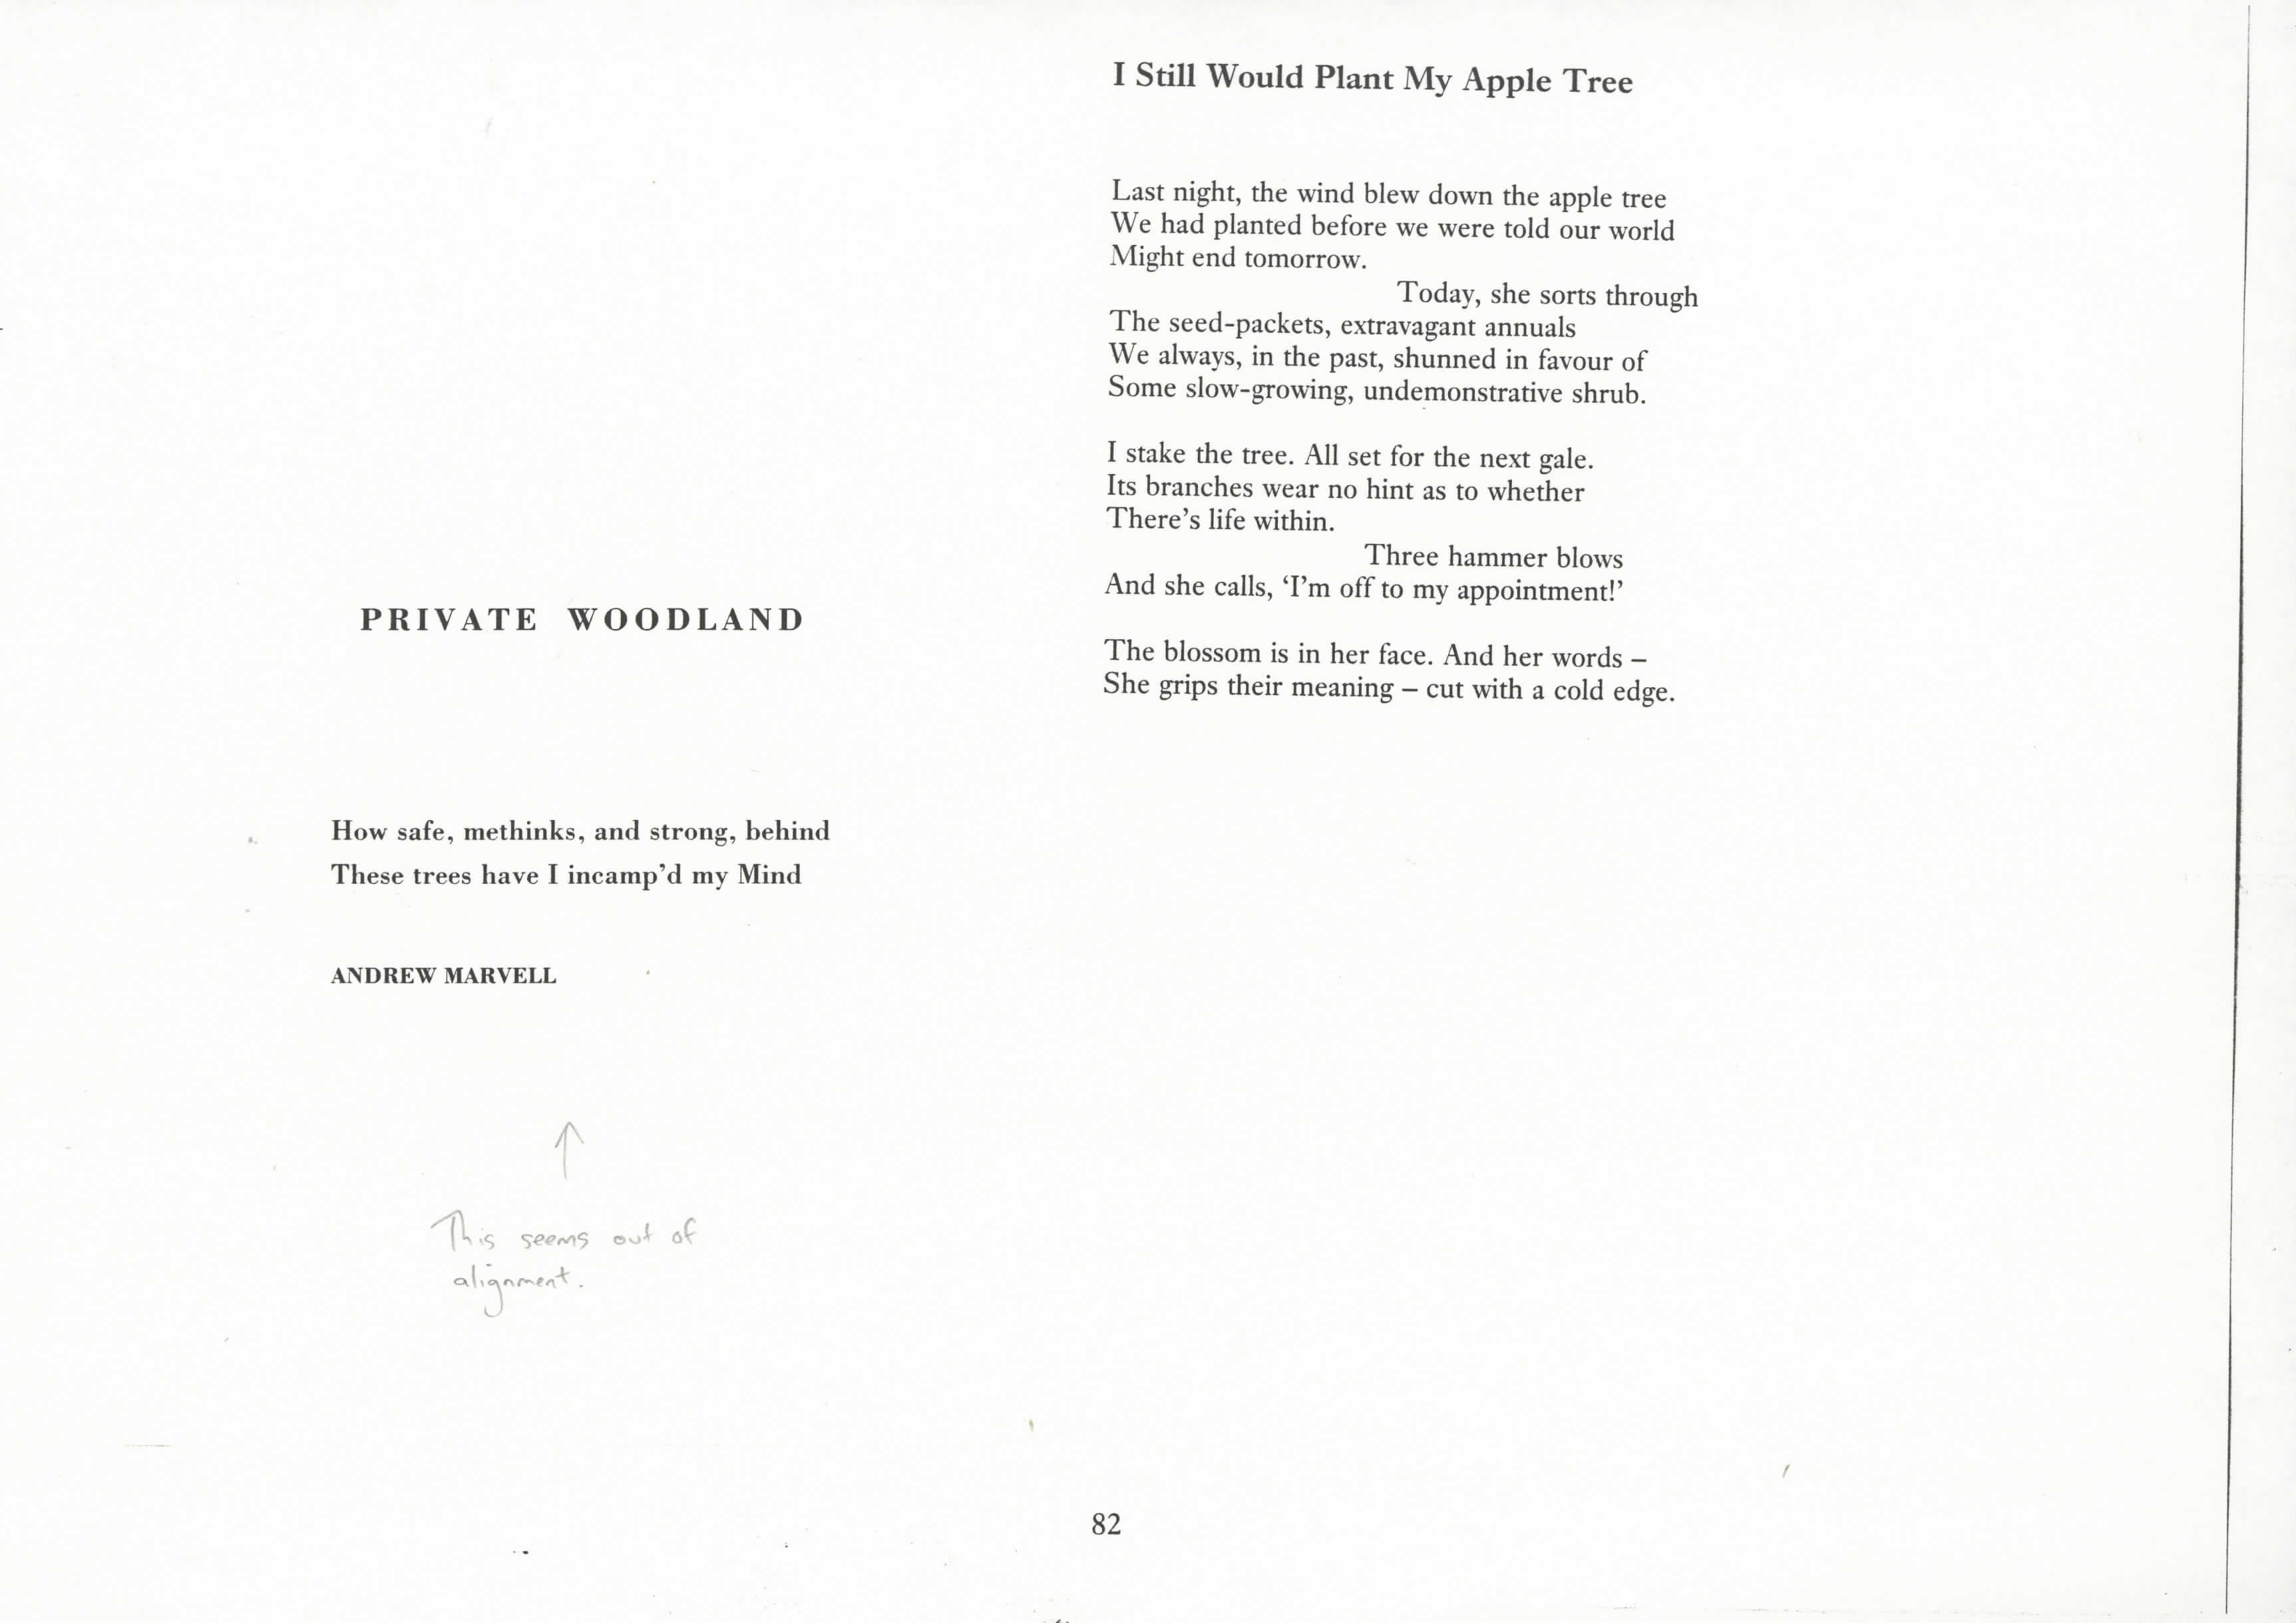 PRIVATE WOODLAND
How safe, methinks, and strong, behind
These trees have I incamp'd my Mind
ANDREW MARVELL
This seems out of
alignment.
I Still Would Plant My Apple Tree
Last night, the wind blew down the apple tree
We had planted before we were told our world
Might end tomorrow.
Today, she sorts through
The seed-packets, extravagant annuals
We always, in the past, shunned in favour of
Some slow-growing, undemonstrative shrub.
I stake the tree. All set for the next gale.
Its branches wear no hint as to whether
There's life within.
Three hammer blows
And she calls, ‘I'm off to my appointment!’
The blossom is in her face. And her words –
She grips their meaning – cut with a cold edge.
82